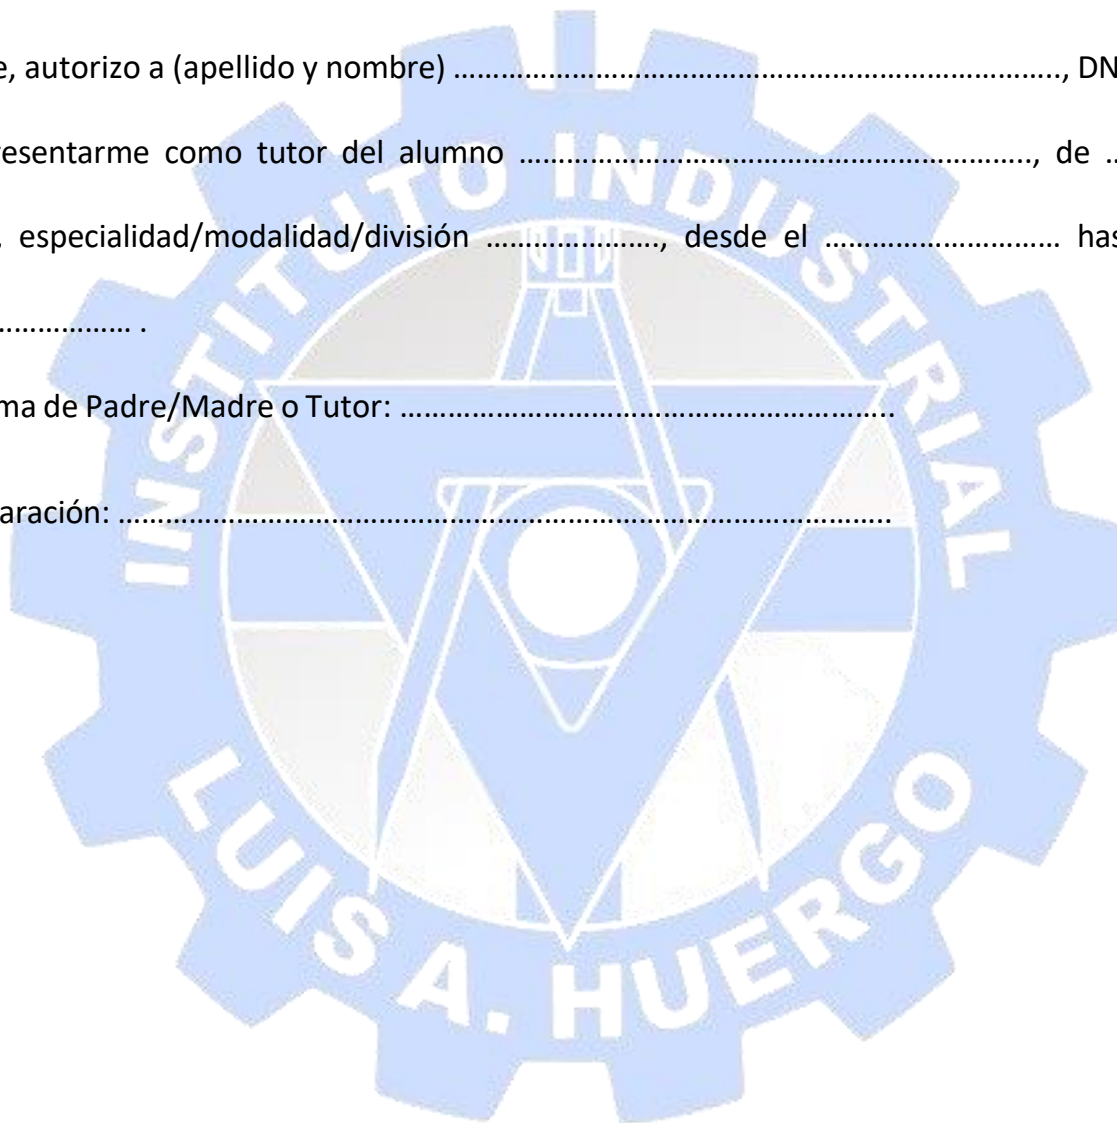 e, autorizo a (apellido y nombre) ……………………………………………………………………., DN
resentarme como tutor del alumno …………………………………………………………., de …
. especialidad/modalidad/división …………………., desde el ………………………… has
…………….. .
ma de Padre/Madre o Tutor: ……………………………………………………….
aración: ……………………………………………………………………………………….
INSTITUTO INDUSTRIAL
LUIS A. HUERGO